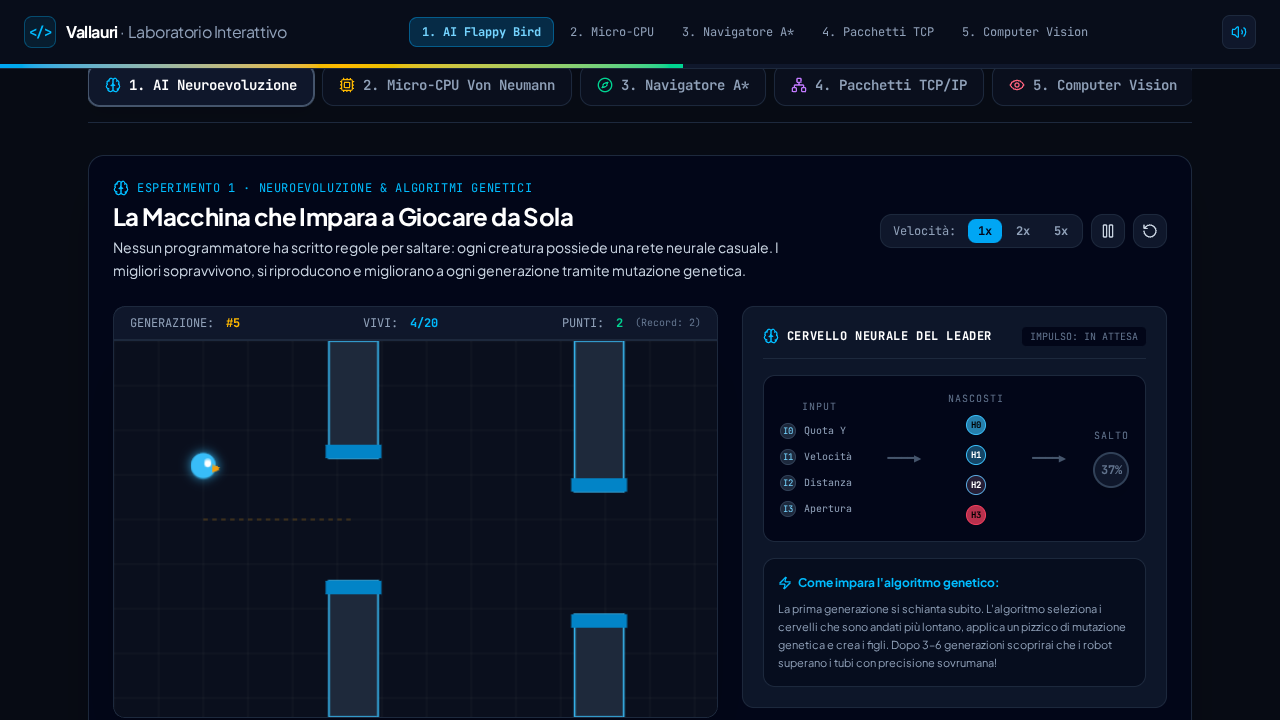 </> Vallauri · Laboratorio Interattivo
1. AI Flappy Bird
2. Micro-CPU
3. Navigatore A*
4. Pacchetti TCP
5. Computer Vision
1. AI Neuroevoluzione
2. Micro-CPU Von Neumann
3. Navigatore A*
4. Pacchetti TCP/IP
5. Computer Vision
ESPERIMENTO 1 · NEUROEVOLUZIONE & ALGORITMI GENETICI
La Macchina che Impara a Giocare da Sola
Nessun programmatore ha scritto regole per saltare: ogni creatura possiede una rete neurale casuale. I
migliori sopravvivono, si riproducono e migliorano a ogni generazione tramite mutazione genetica.
Velocità: 1x 2x 5x
GENERAZIONE: #5
VIVI: 4/20
PUNTI: 2 (Record: 2)
CERVELLO NEURALE DEL LEADER
IMPULSO: IN ATTESA
INPUT
I0 Quota Y
I1 Velocità
I2 Distanza
I3 Apertura
NASCOSTI
H0
H1
H2
H3
SALTO
37%
Come impara l'algoritmo genetico:
La prima generazione si schianta subito. L'algoritmo seleziona i
cervelli che sono andati più lontano, applica un pizzico di mutazione
genetica e crea i figli. Dopo 3-6 generazioni scoprirai che i robot
superano i tubi con precisione sovrumana!